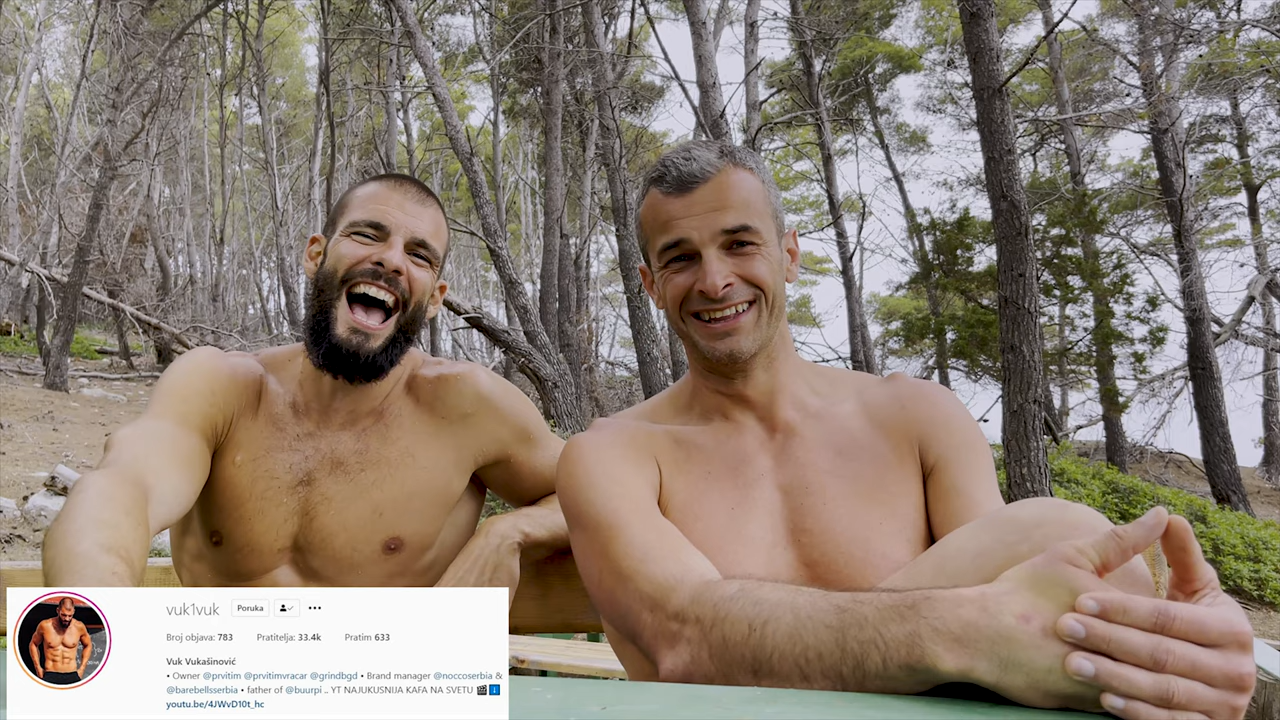 vuk1vuk Poruka
Broj objava: 783 Pratitelja: 33.4k Pratim 633
Vuk Vukašinović
• Owner @prvitim @prvitimvracar @grindbgd • Brand manager @noccoserbia &
@barebellsserbia • father of @buurpi .. YT NAJUKUSNIJA KAFA NA SVETU 🎬⬇️
youtu.be/4JWvD10t_hc